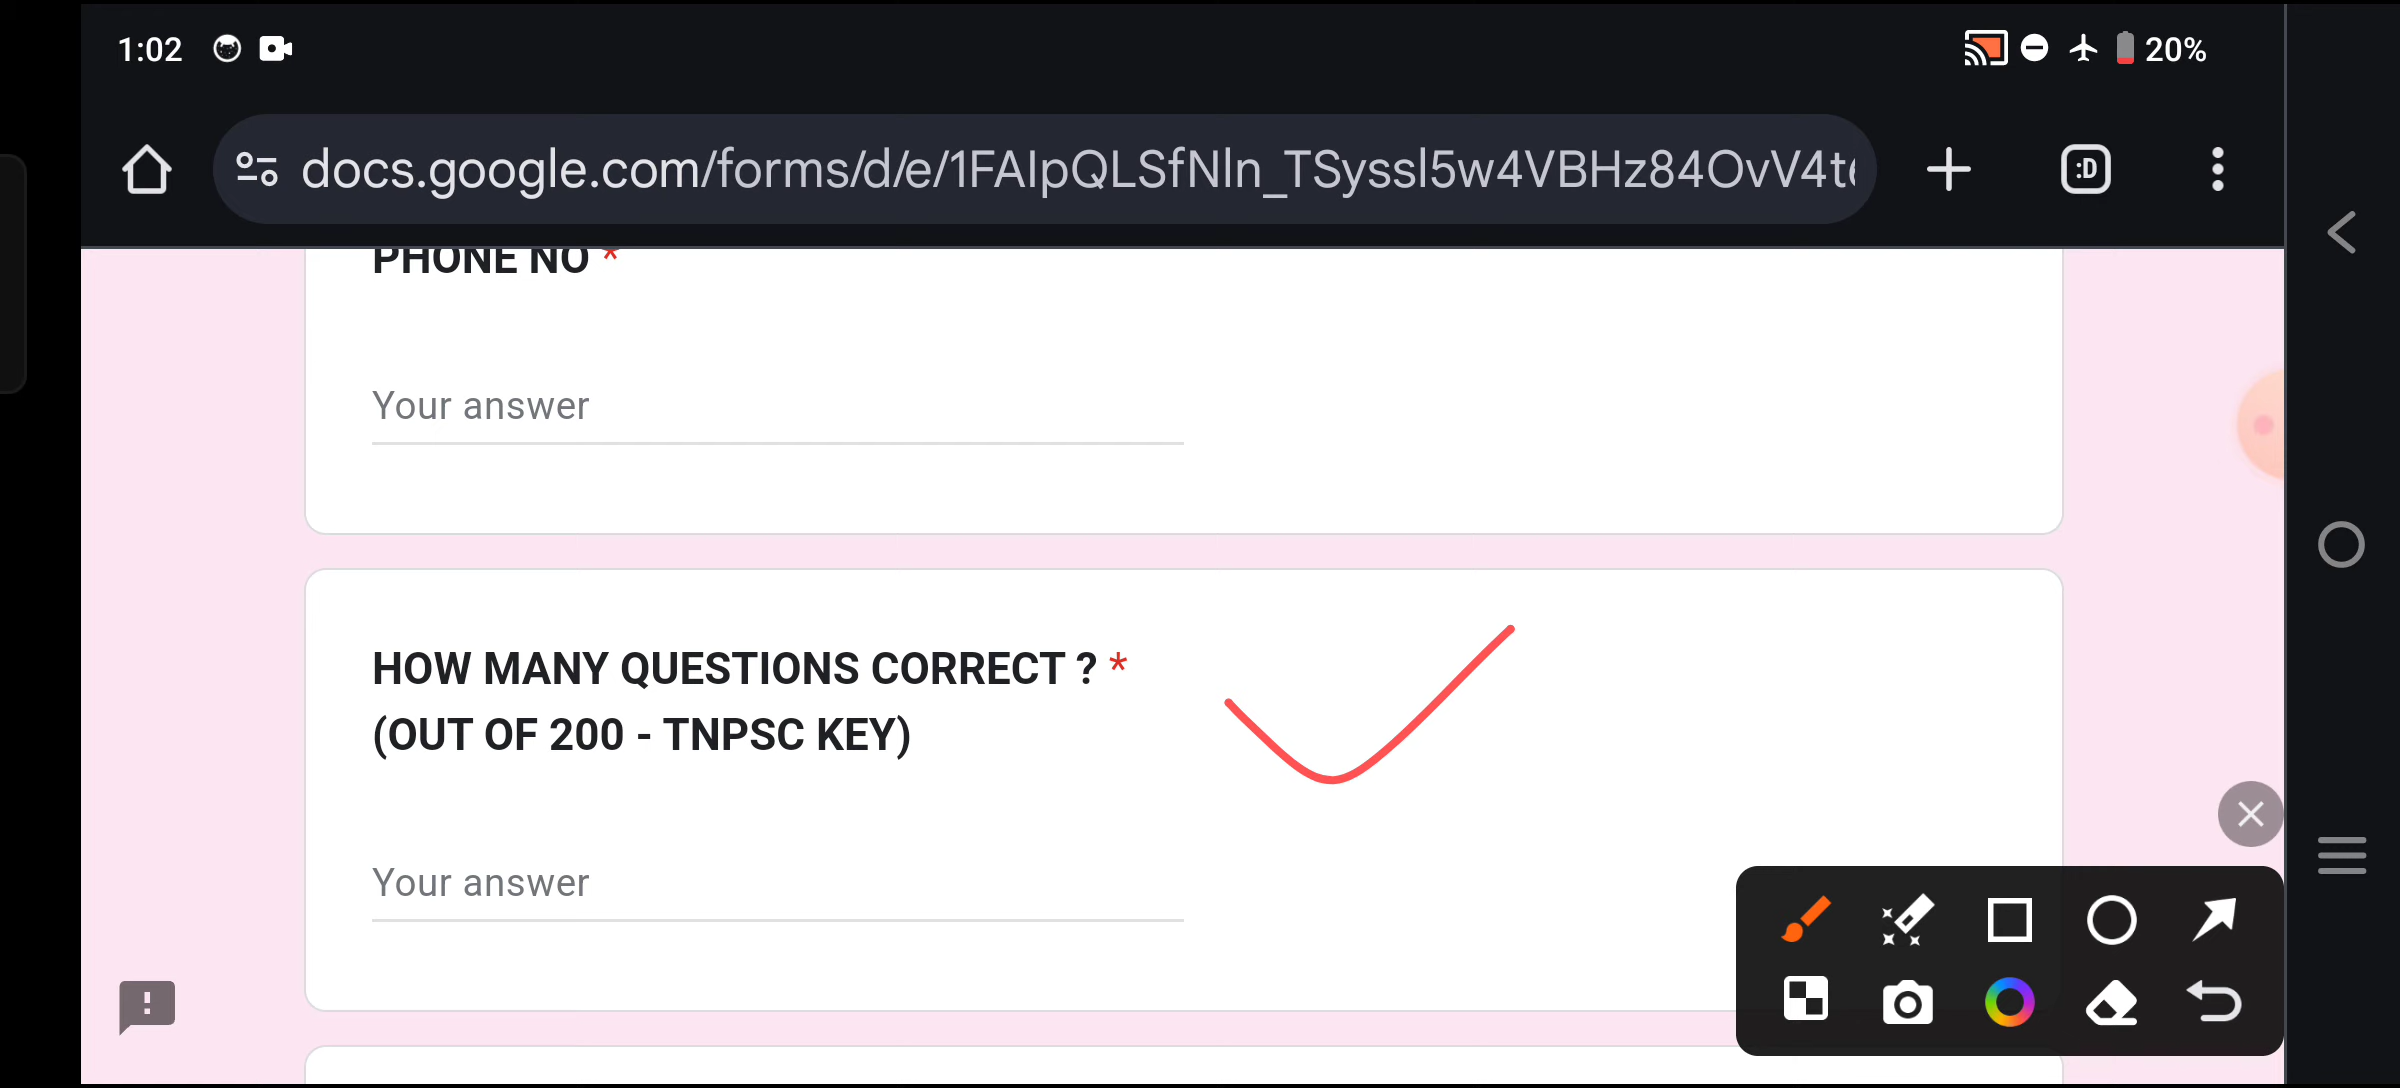 1:02
20%
docs.google.com/forms/d/e/1FAIpQLSfNln_TSyssl5w4VBHz84OvV4t
:D
PHONE NO *
Your answer
HOW MANY QUESTIONS CORRECT ? *
(OUT OF 200 - TNPSC KEY)
Your answer